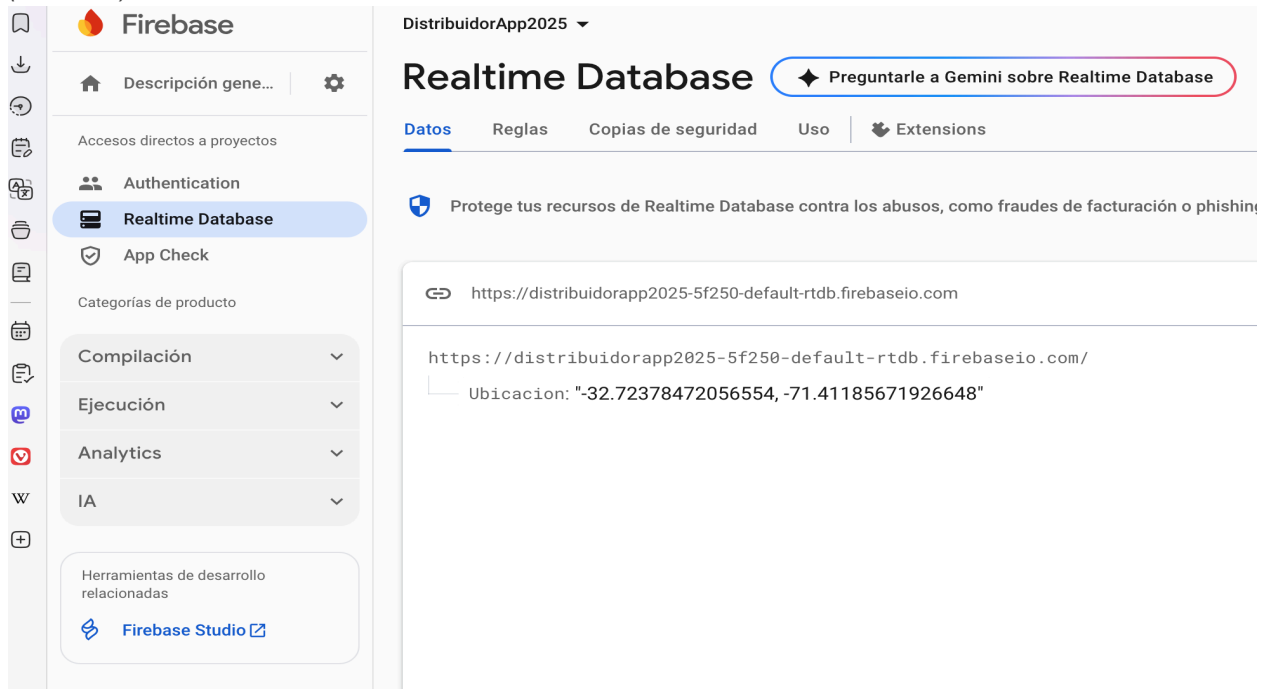 Firebase
Descripción gene...
Accesos directos a proyectos
Authentication
Realtime Database
App Check
Categorías de producto
Compilación
Ejecución
Analytics
IA
Herramientas de desarrollo
relacionadas
Firebase Studio
W
DistribuidorApp2025
Realtime Database
Preguntarle a Gemini sobre Realtime Database
Datos Reglas Copias de seguridad Uso Extensions
Protege tus recursos de Realtime Database contra los abusos, como fraudes de facturación o phishing
https://distribuidorapp2025-5f250-default-rtdb.firebaseio.com
https://distribuidorapp2025-5f250-default-rtdb.firebaseio.com/
Ubicacion: "-32.72378472056554, -71.41185671926648"